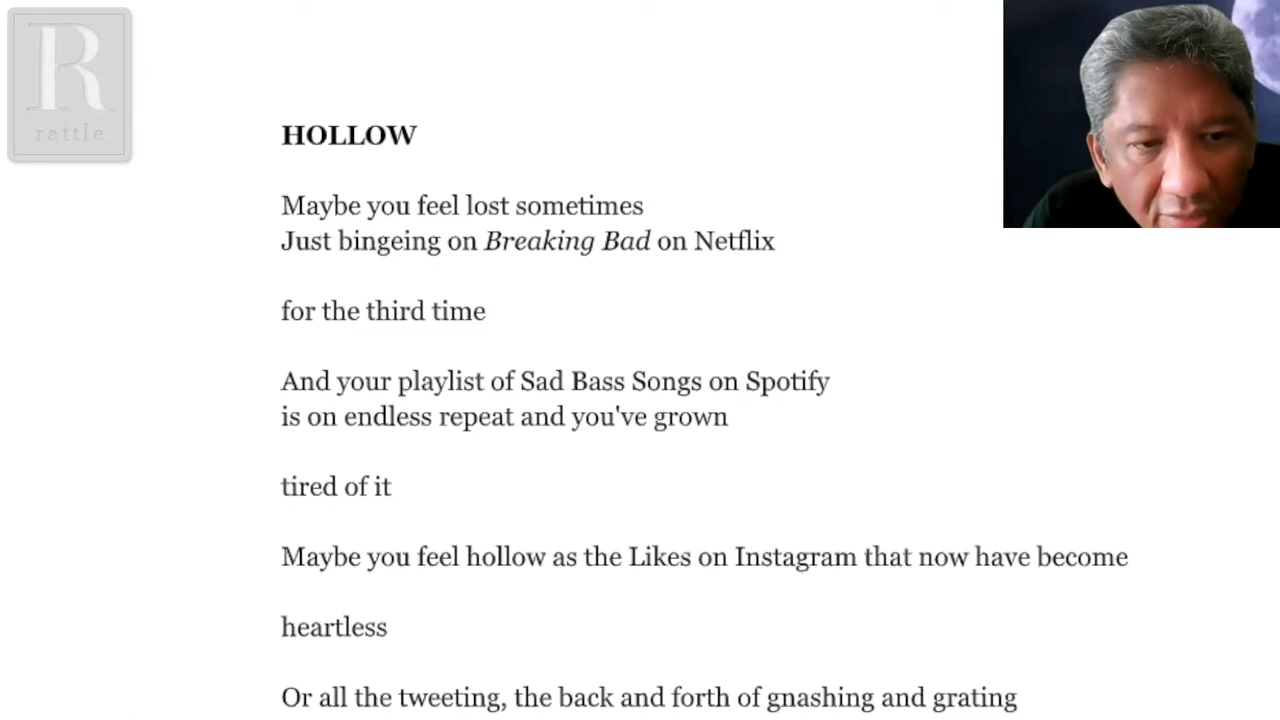 R
rattle
HOLLOW
Maybe you feel lost sometimes
Just bingeing on Breaking Bad on Netflix
for the third time
And your playlist of Sad Bass Songs on Spotify
is on endless repeat and you've grown
tired of it
Maybe you feel hollow as the Likes on Instagram that now have become
heartless
Or all the tweeting, the back and forth of gnashing and grating